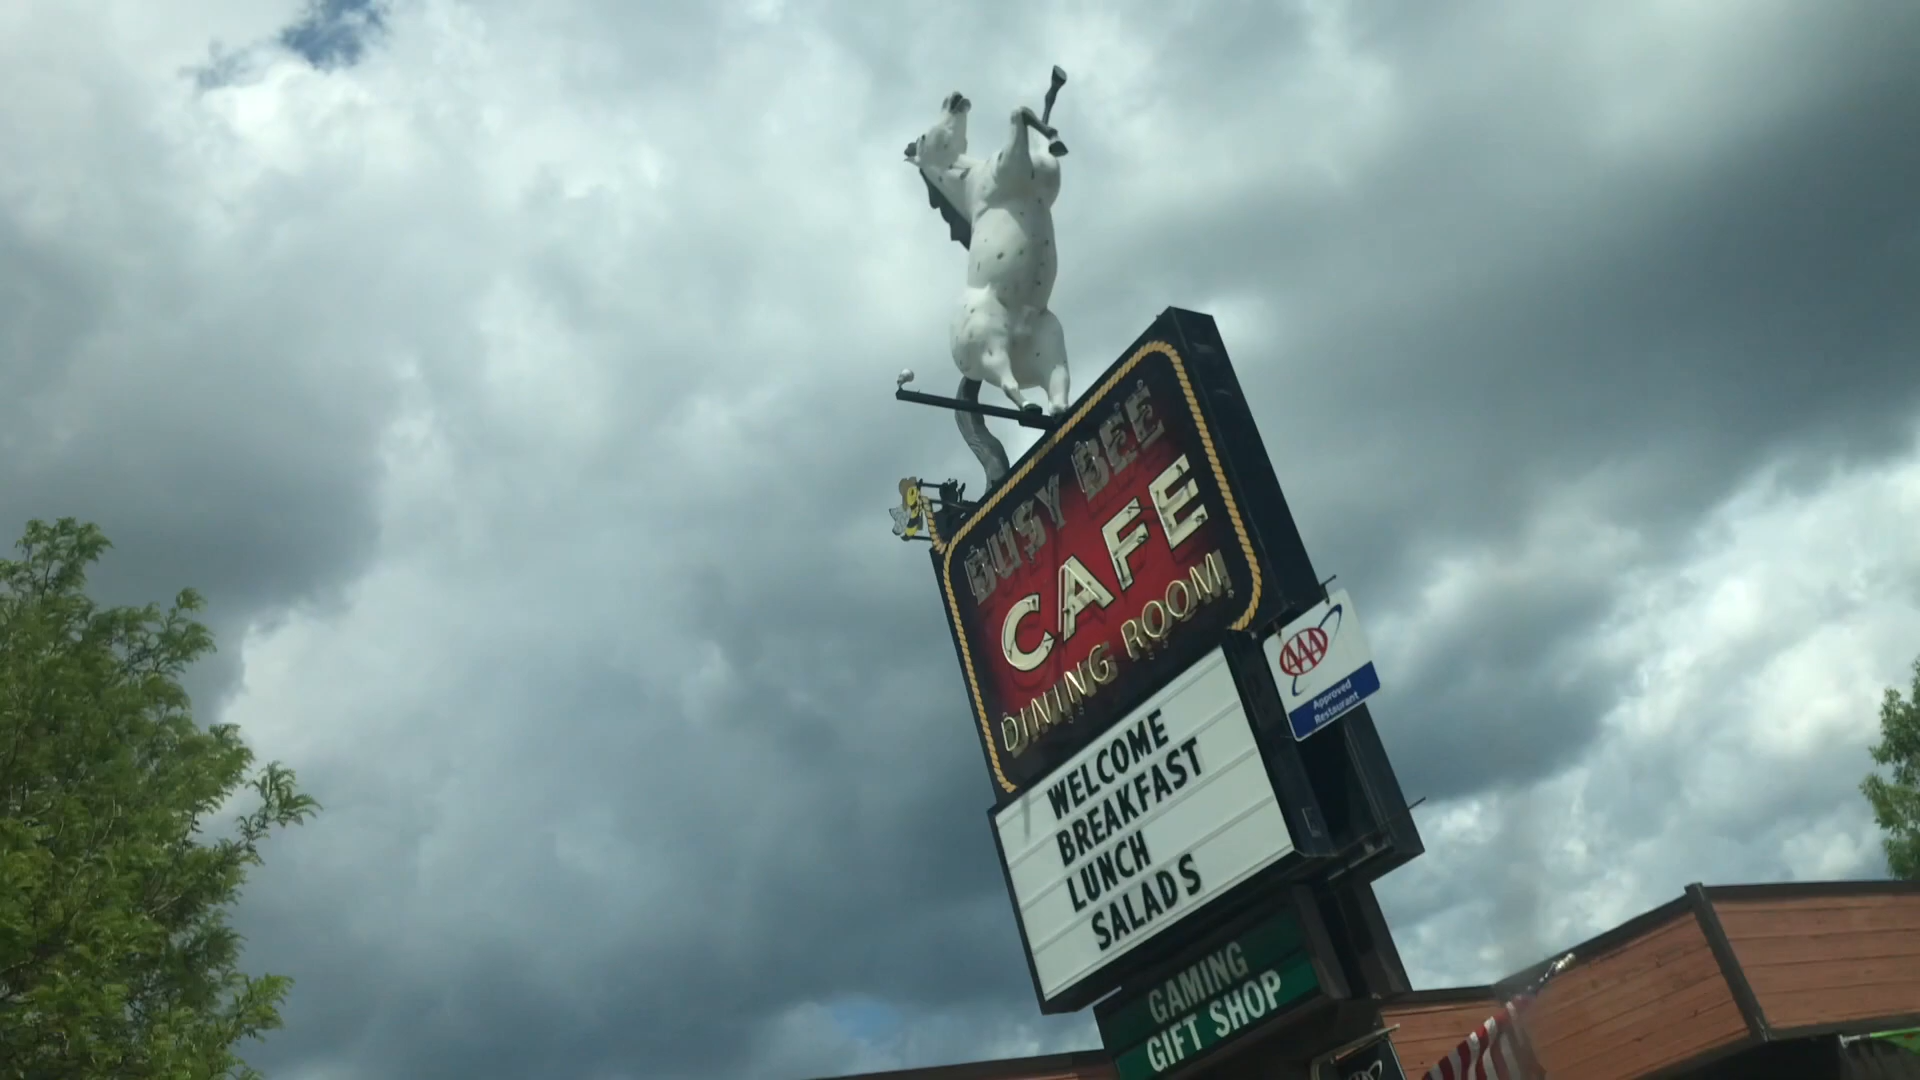 BUSY BEE
CAFE
DINING ROOM
AAA
Approved
Restaurant
WELCOME
BREAKFAST
LUNCH
SALADS
GAMING
GIFT SHOP